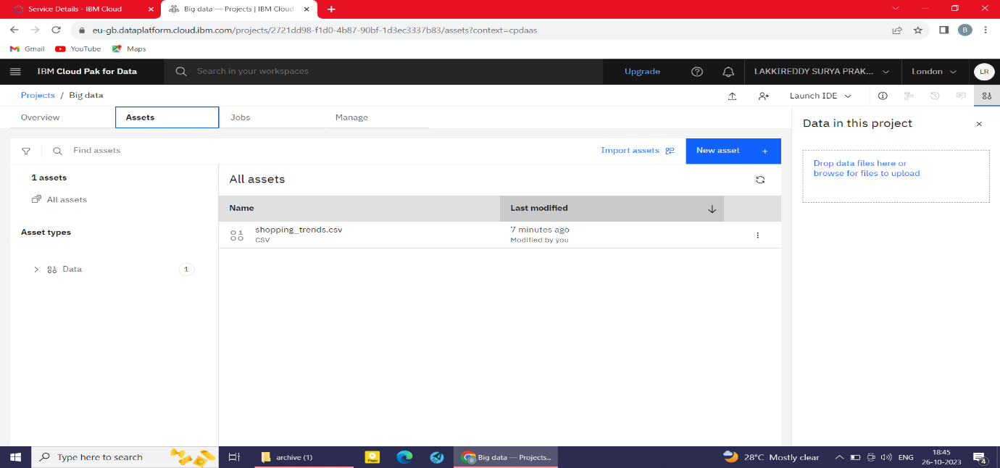 Service Details - IBM Cloud
Big data — Projects | IBM Cloud
eu-gb.dataplatform.cloud.ibm.com/projects/2721dd98-f1d0-4b87-90bf-1d3ec3337b83/assets?context=cpdaas
B
Gmail YouTube Maps
IBM Cloud Pak for Data
Search in your workspaces
Upgrade
LAKKIREDDY SURYA PRAK...
London
LR
Projects / Big data
Launch IDE
Overview Assets Jobs Manage
Data in this project
Find assets
Import assets
New asset +
Drop data files here or
browse for files to upload
1 assets
All assets
All assets
Asset types
Data 1
Name Last modified
shopping_trends.csv 7 minutes ago
CSV Modified by you
Type here to search
archive (1)
Player
Big data — Projects...
28°C Mostly clear
ENG
18:45
26-10-2023
4